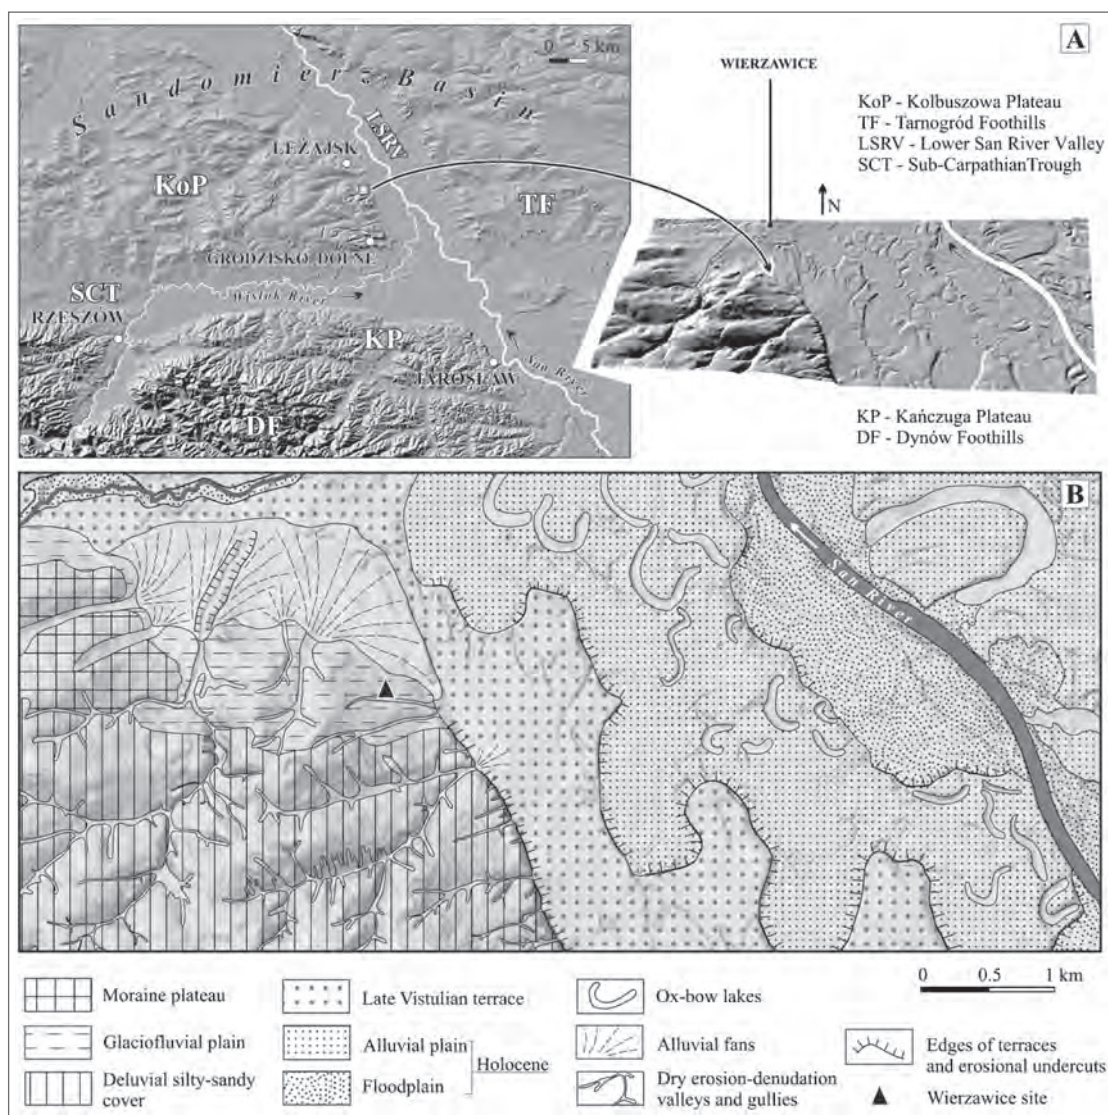 A
0 5 km
Sandomierz Basin
LSRV
LEŻAJSK
KoP
TF
GRODZISKO DOLNE
SCT
RZESZÓW
Wisłok River
KP
JAROSŁAW
San River
DF
WIERZAWICE
KoP - Kolbuszowa Plateau
TF - Tarnogród Foothills
LSRV - Lower San River Valley
SCT - Sub-CarpathianTrough
N
KP - Kańczuga Plateau
DF - Dynów Foothills
B
San River
0 0.5 1 km
Moraine plateau
Glaciofluvial plain
Deluvial silty-sandy
cover
Late Vistulian terrace
Alluvial plain
Floodplain
Holocene
Ox-bow lakes
Alluvial fans
Dry erosion-denudation
valleys and gullies
Edges of terraces
and erosional undercuts
Wierzawice site